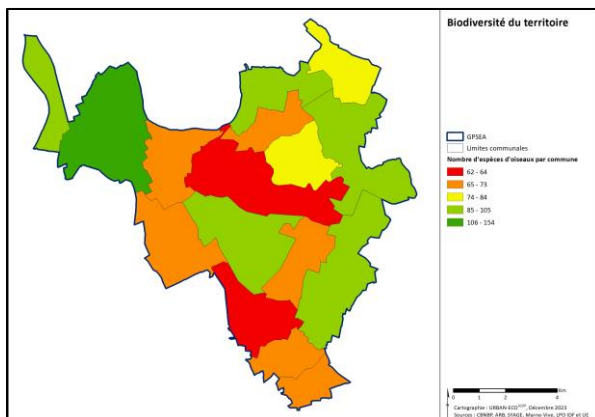 Biodiversité du territoire
GPSEA
Limites communales
Nombre d'espèces d'oiseaux par commune
62 - 64
65 - 73
74 - 84
85 - 105
106 - 154
0 2 4 Km
Cartographie : URBAN-ECO SCOP, Décembre 2023
Sources : CBNBP, ARB, SYAGE, Marne Vive, LPO IDF et UE